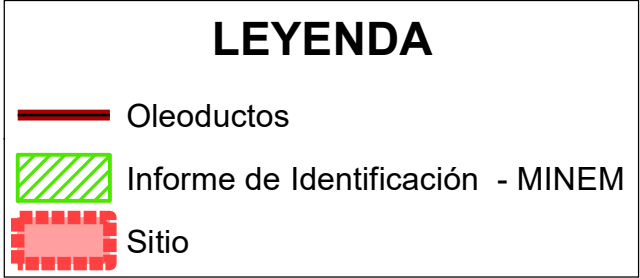 LEYENDA
Oleoductos
Informe de Identificación - MINEM
Sitio